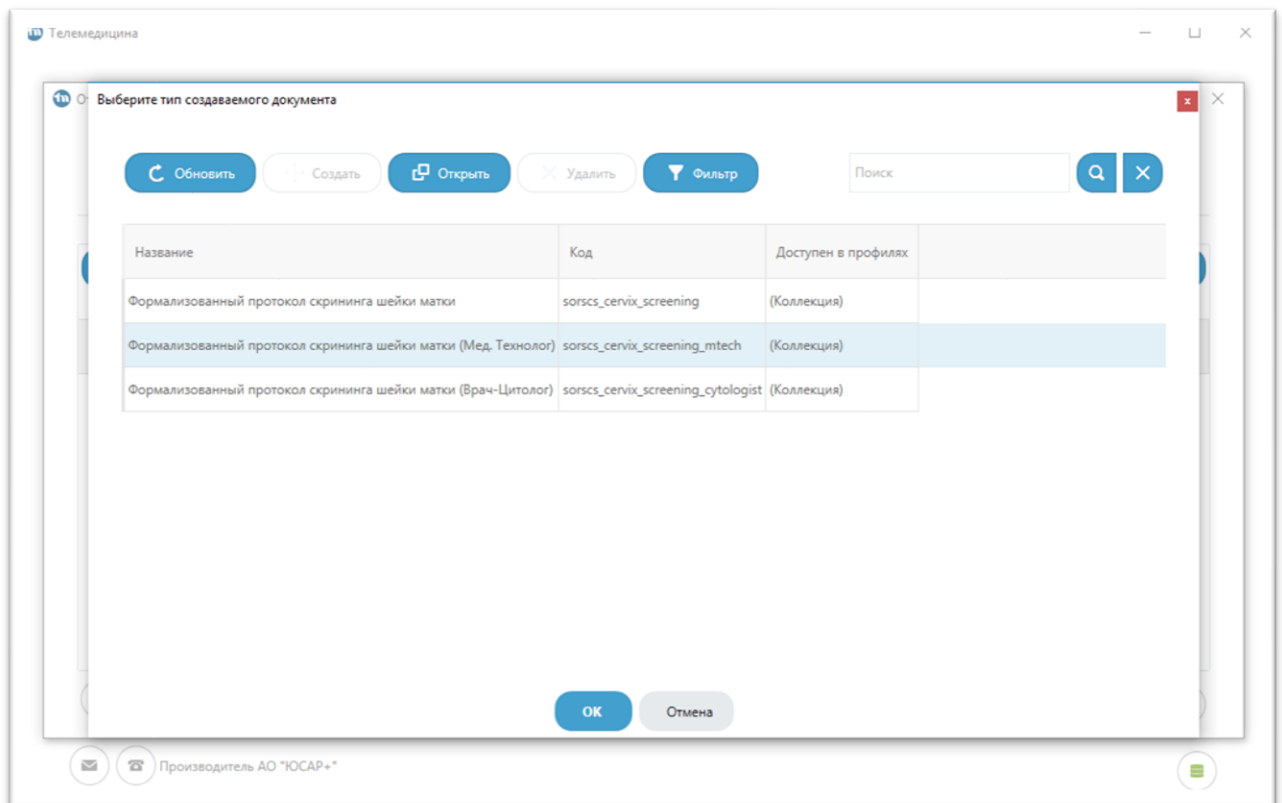 Телемедицина
Выберите тип создаваемого документа
Обновить Создать Открыть Удалить Фильтр Поиск
Название Код Доступен в профилях
Формализованный протокол скрининга шейки матки sorscs_cervix_screening (Коллекция)
Формализованный протокол скрининга шейки матки (Мед. Технолог) sorscs_cervix_screening_mtech (Коллекция)
Формализованный протокол скрининга шейки матки (Врач-Цитолог) sorscs_cervix_screening_cytologist (Коллекция)
ОК Отмена
Производитель АО "ЮСАР+"